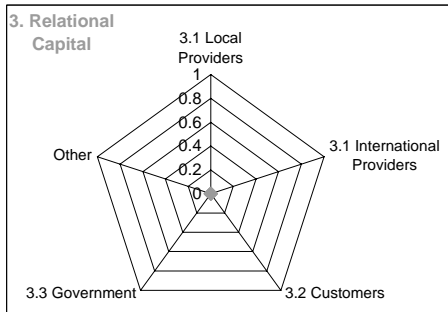 3. Relational
Capital
3.1 Local
Providers
1
0.8
0.6
0.4
0.2
0
3.1 International
Providers
Other
3.3 Government
3.2 Customers